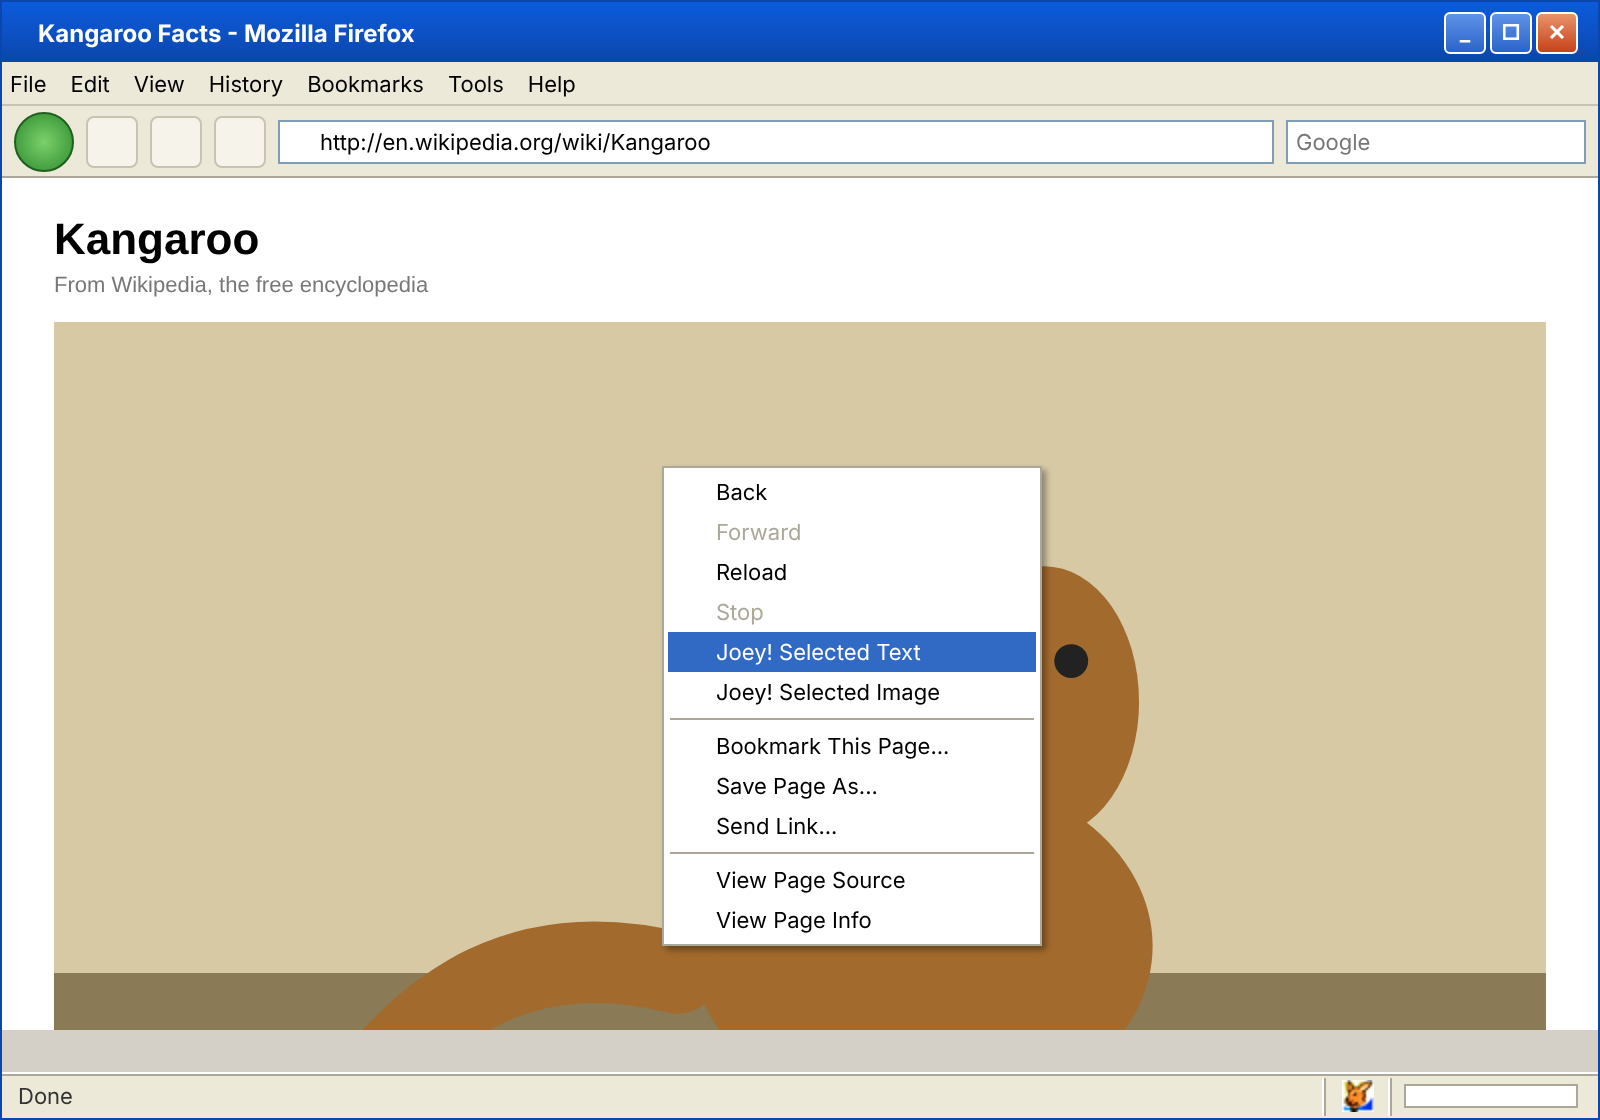 Kangaroo Facts - Mozilla Firefox
File Edit View History Bookmarks Tools Help
http://en.wikipedia.org/wiki/Kangaroo
Google
Kangaroo
From Wikipedia, the free encyclopedia
Back
Forward
Reload
Stop
Joey! Selected Text
Joey! Selected Image
Bookmark This Page...
Save Page As...
Send Link...
View Page Source
View Page Info
Done